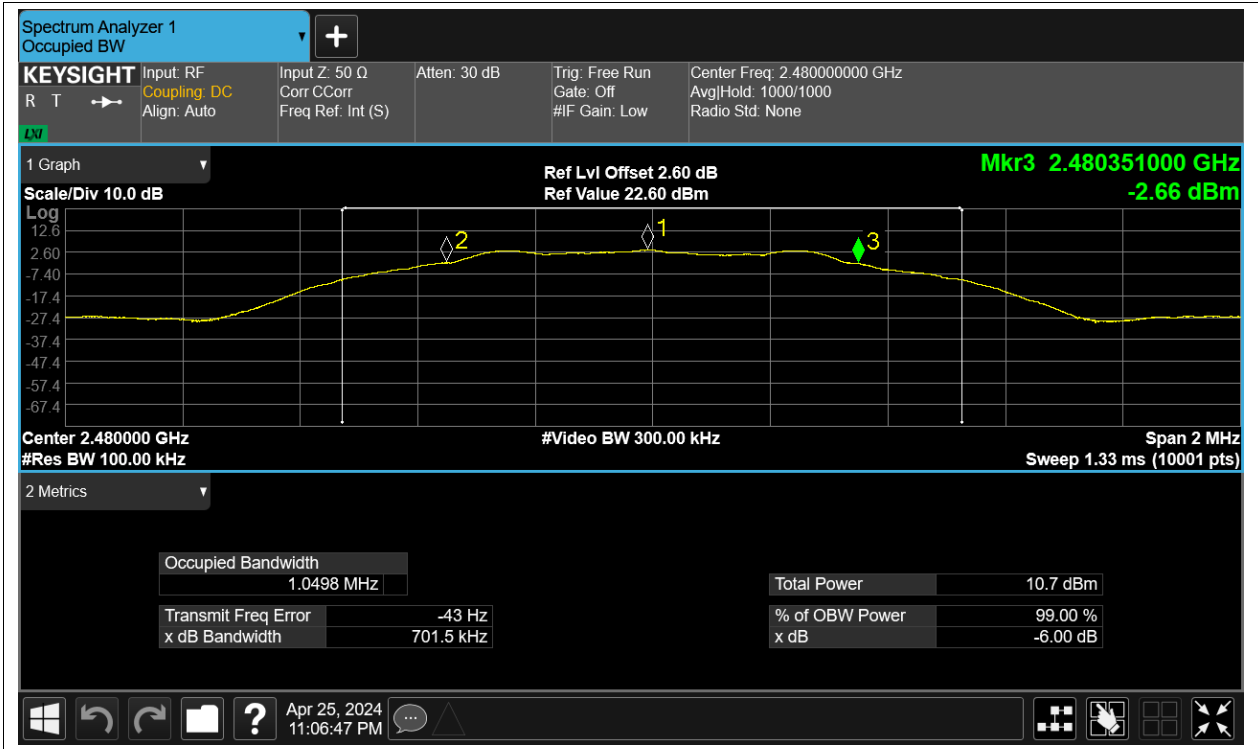 Spectrum Analyzer 1
Occupied BW
▼
+
KEYSIGHT
R T
LXI
Input: RF
Coupling: DC
Align: Auto
Input Z: 50 Ω
Corr CCorr
Freq Ref: Int (S)
Atten: 30 dB
Trig: Free Run
Gate: Off
#IF Gain: Low
Center Freq: 2.480000000 GHz
Avg|Hold: 1000/1000
Radio Std: None
1 Graph ▼
Scale/Div 10.0 dB
Ref Lvl Offset 2.60 dB
Ref Value 22.60 dBm
Mkr3 2.480351000 GHz
-2.66 dBm
Log
12.6
2.60
-7.40
-17.4
-27.4
-37.4
-47.4
-57.4
-67.4
2
1
3
Center 2.480000 GHz
#Res BW 100.00 kHz
#Video BW 300.00 kHz
Span 2 MHz
Sweep 1.33 ms (10001 pts)
2 Metrics ▼
Occupied Bandwidth
1.0498 MHz
Transmit Freq Error -43 Hz
x dB Bandwidth 701.5 kHz
Total Power 10.7 dBm
% of OBW Power 99.00 %
x dB -6.00 dB
?
Apr 25, 2024
11:06:47 PM